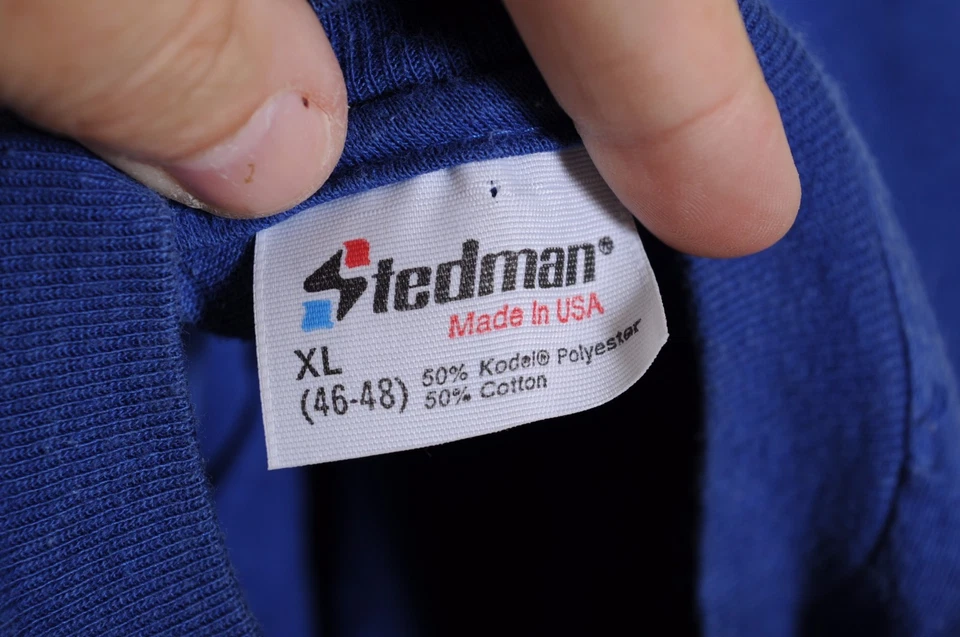 Stedman®
Made In USA
XL
(46-48)
50% Kodel® Polyester
50% Cotton